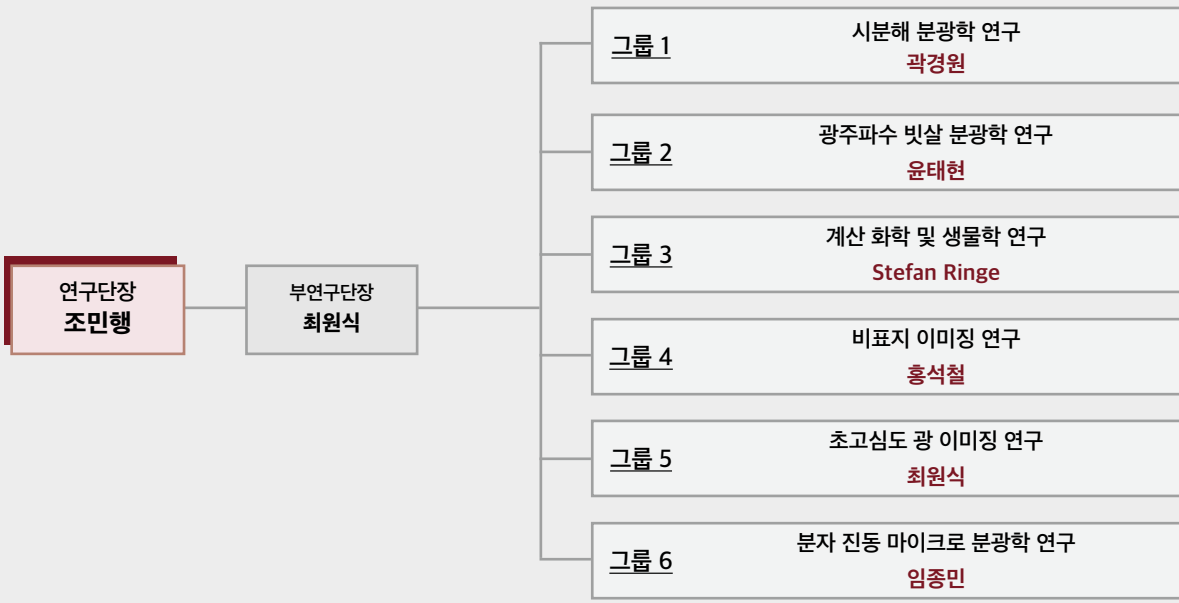 연구단장
조민행
부연구단장
최원식
그룹 1
시분해 분광학 연구
곽경원
그룹 2
광주파수 빗살 분광학 연구
윤태현
그룹 3
계산 화학 및 생물학 연구
Stefan Ringe
그룹 4
비표지 이미징 연구
홍석철
그룹 5
초고심도 광 이미징 연구
최원식
그룹 6
분자 진동 마이크로 분광학 연구
임종민